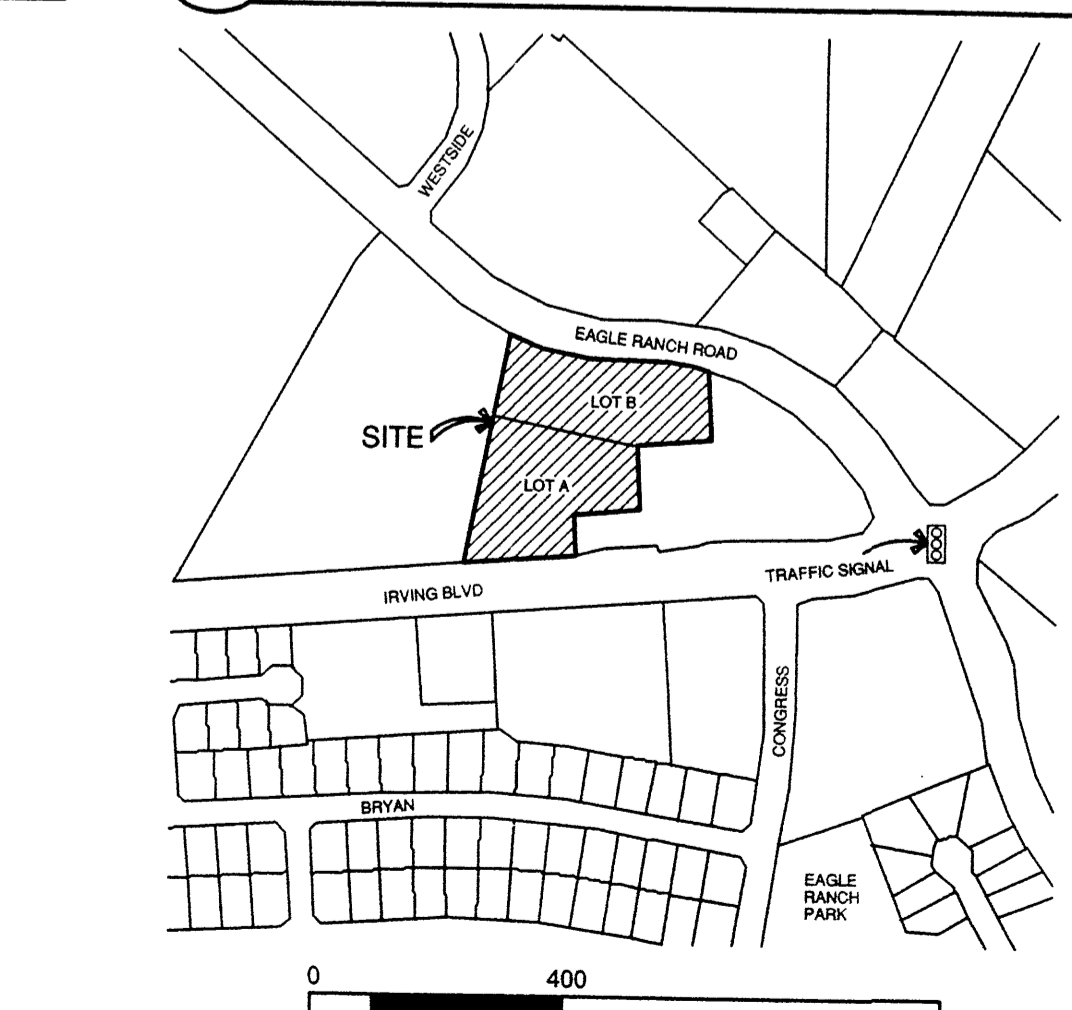 WESTSIDE
EAGLE RANCH ROAD
LOT B
SITE
LOT A
TRAFFIC SIGNAL
IRVING BLVD
CONGRESS
BRYAN
EAGLE
RANCH
PARK
0 400